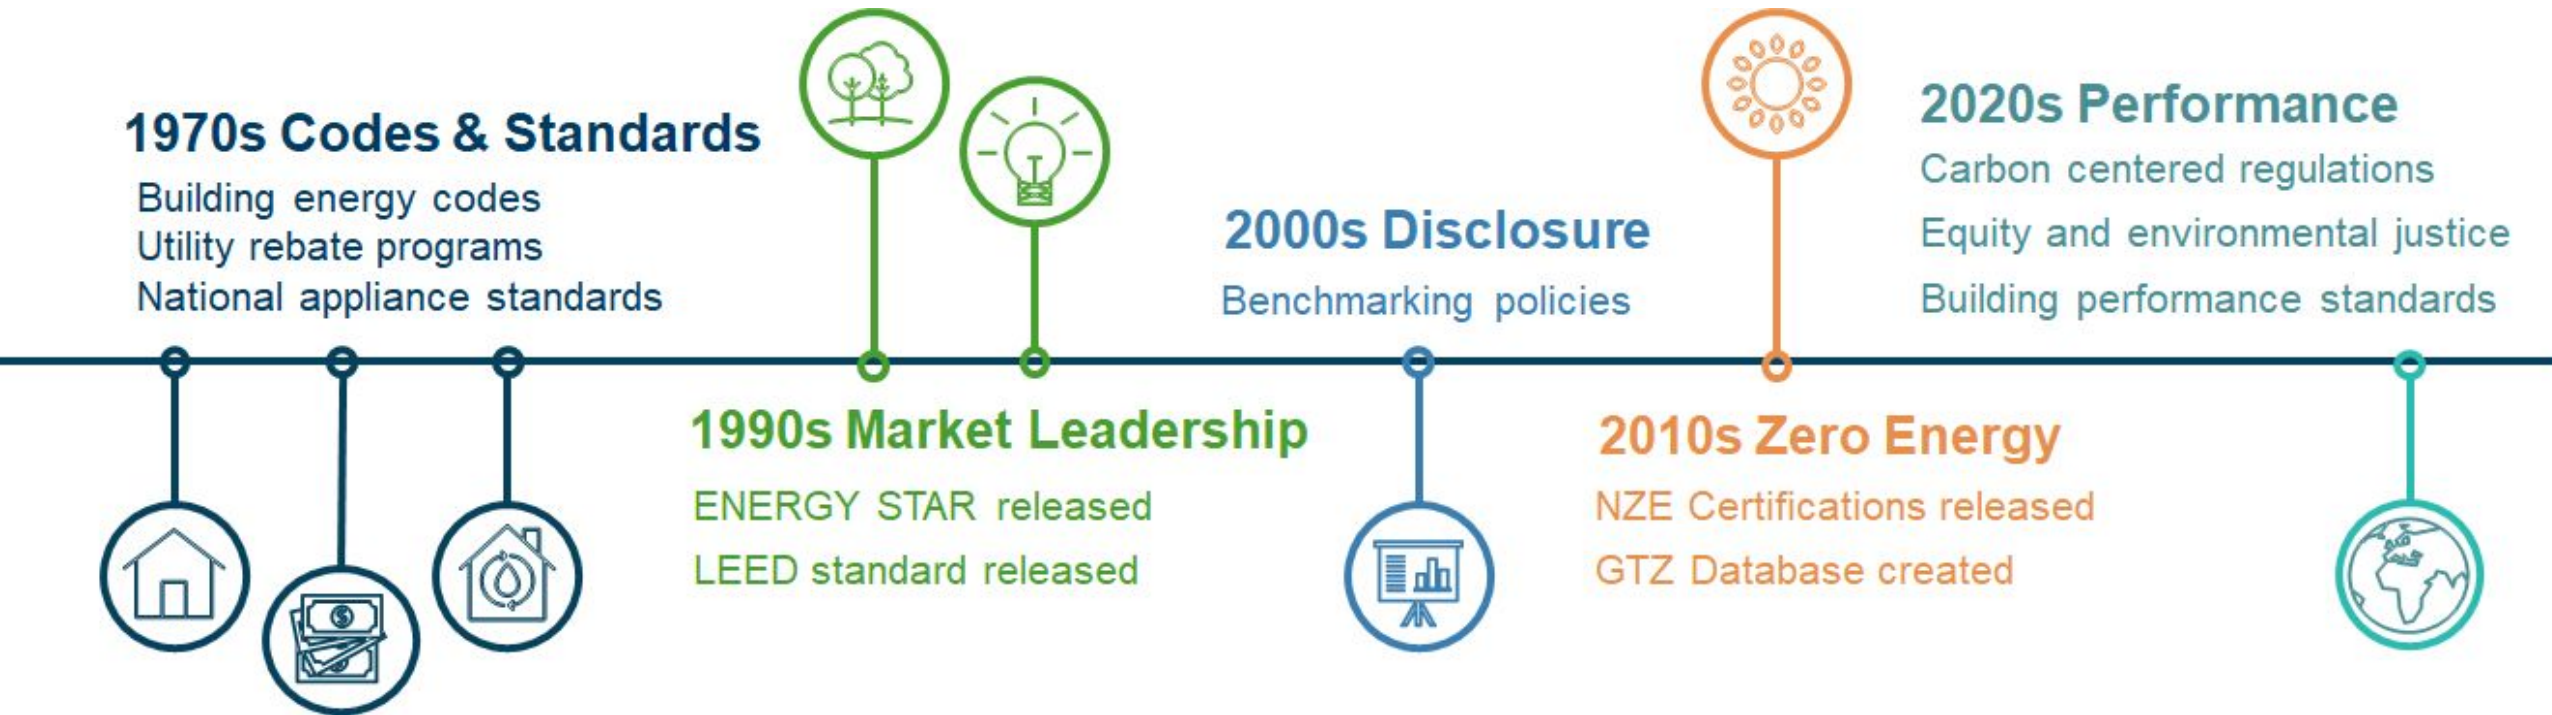 1970s Codes & Standards
Building energy codes
Utility rebate programs
National appliance standards
1990s Market Leadership
ENERGY STAR released
LEED standard released
2000s Disclosure
Benchmarking policies
2010s Zero Energy
NZE Certifications released
GTZ Database created
2020s Performance
Carbon centered regulations
Equity and environmental justice
Building performance standards